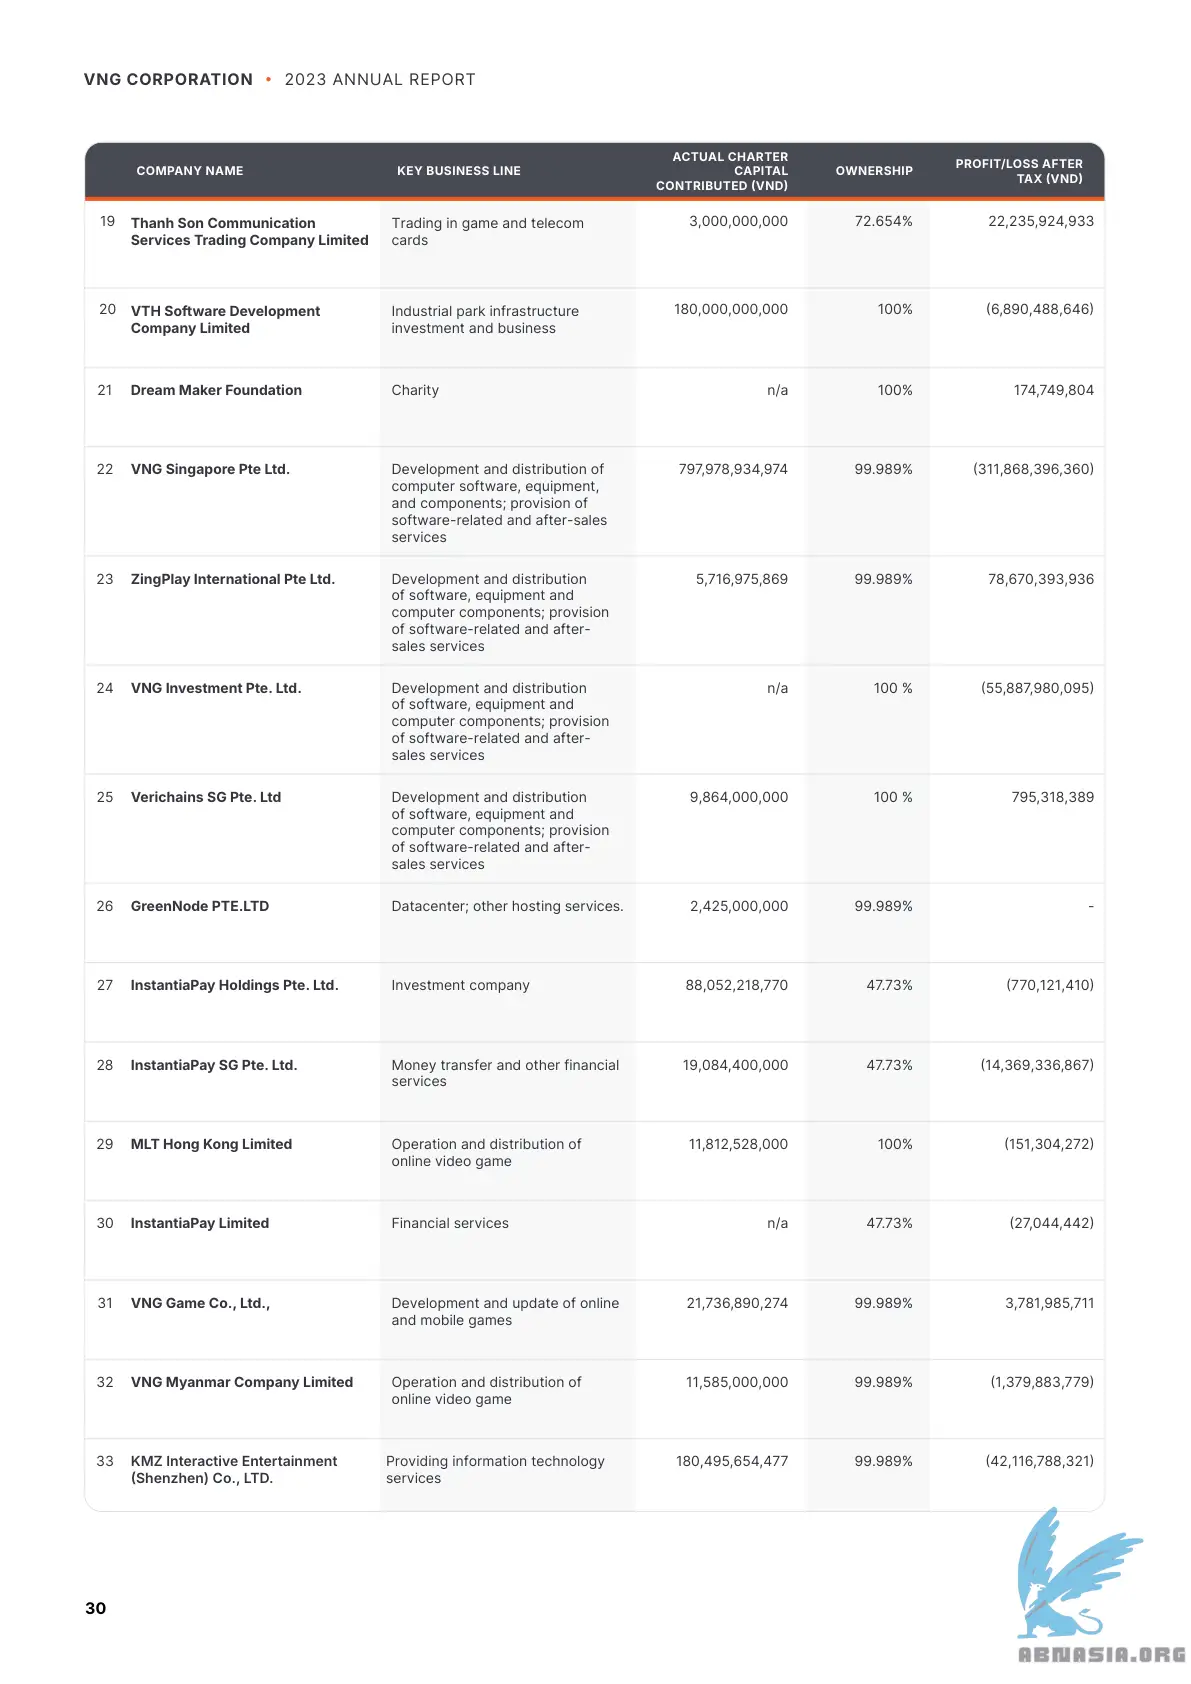 VNG CORPORATION • 2023 ANNUAL REPORT
COMPANY NAME
KEY BUSINESS LINE
ACTUAL CHARTER
CAPITAL
CONTRIBUTED (VND)
OWNERSHIP
PROFIT/LOSS AFTER
TAX (VND)
19 Thanh Son Communication Trading in game and telecom 3,000,000,000 72.654% 22,235,924,933
Services Trading Company Limited cards
20 VTH Software Development Industrial park infrastructure 180,000,000,000 100% (6,890,488,646)
Company Limited investment and business
21 Dream Maker Foundation Charity n/a 100% 174,749,804
22 VNG Singapore Pte Ltd. Development and distribution of 797,978,934,974 99.989% (311,868,396,360)
computer software, equipment,
and components; provision of
software-related and after-sales
services
23 ZingPlay International Pte Ltd. Development and distribution 5,716,975,869 99.989% 78,670,393,936
of software, equipment and
computer components; provision
of software-related and after-
sales services
24 VNG Investment Pte. Ltd. Development and distribution n/a 100 % (55,887,980,095)
of software, equipment and
computer components; provision
of software-related and after-
sales services
25 Verichains SG Pte. Ltd Development and distribution 9,864,000,000 100 % 795,318,389
of software, equipment and
computer components; provision
of software-related and after-
sales services
26 GreenNode PTE.LTD Datacenter; other hosting services. 2,425,000,000 99.989% -
27 InstantiaPay Holdings Pte. Ltd. Investment company 88,052,218,770 47.73% (770,121,410)
28 InstantiaPay SG Pte. Ltd. Money transfer and other financial 19,084,400,000 47.73% (14,369,336,867)
services
29 MLT Hong Kong Limited Operation and distribution of 11,812,528,000 100% (151,304,272)
online video game
30 InstantiaPay Limited Financial services n/a 47.73% (27,044,442)
31 VNG Game Co., Ltd., Development and update of online 21,736,890,274 99.989% 3,781,985,711
and mobile games
32 VNG Myanmar Company Limited Operation and distribution of 11,585,000,000 99.989% (1,379,883,779)
online video game
33 KMZ Interactive Entertainment Providing information technology 180,495,654,477 99.989% (42,116,788,321)
(Shenzhen) Co., LTD. services
30
ABNASIA.ORG